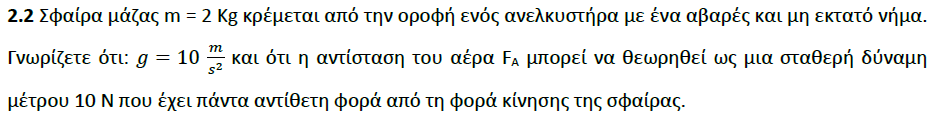 2.2 Σφαίρα μάζας m = 2 Kg κρέμεται από την οροφή ενός ανελκυστήρα με ένα αβαρές και μη εκτατό νήμα.
Γνωρίζετε ότι: g = 10 m/s² και ότι η αντίσταση του αέρα F_A μπορεί να θεωρηθεί ως μια σταθερή δύναμη
μέτρου 10 N που έχει πάντα αντίθετη φορά από τη φορά κίνησης της σφαίρας.